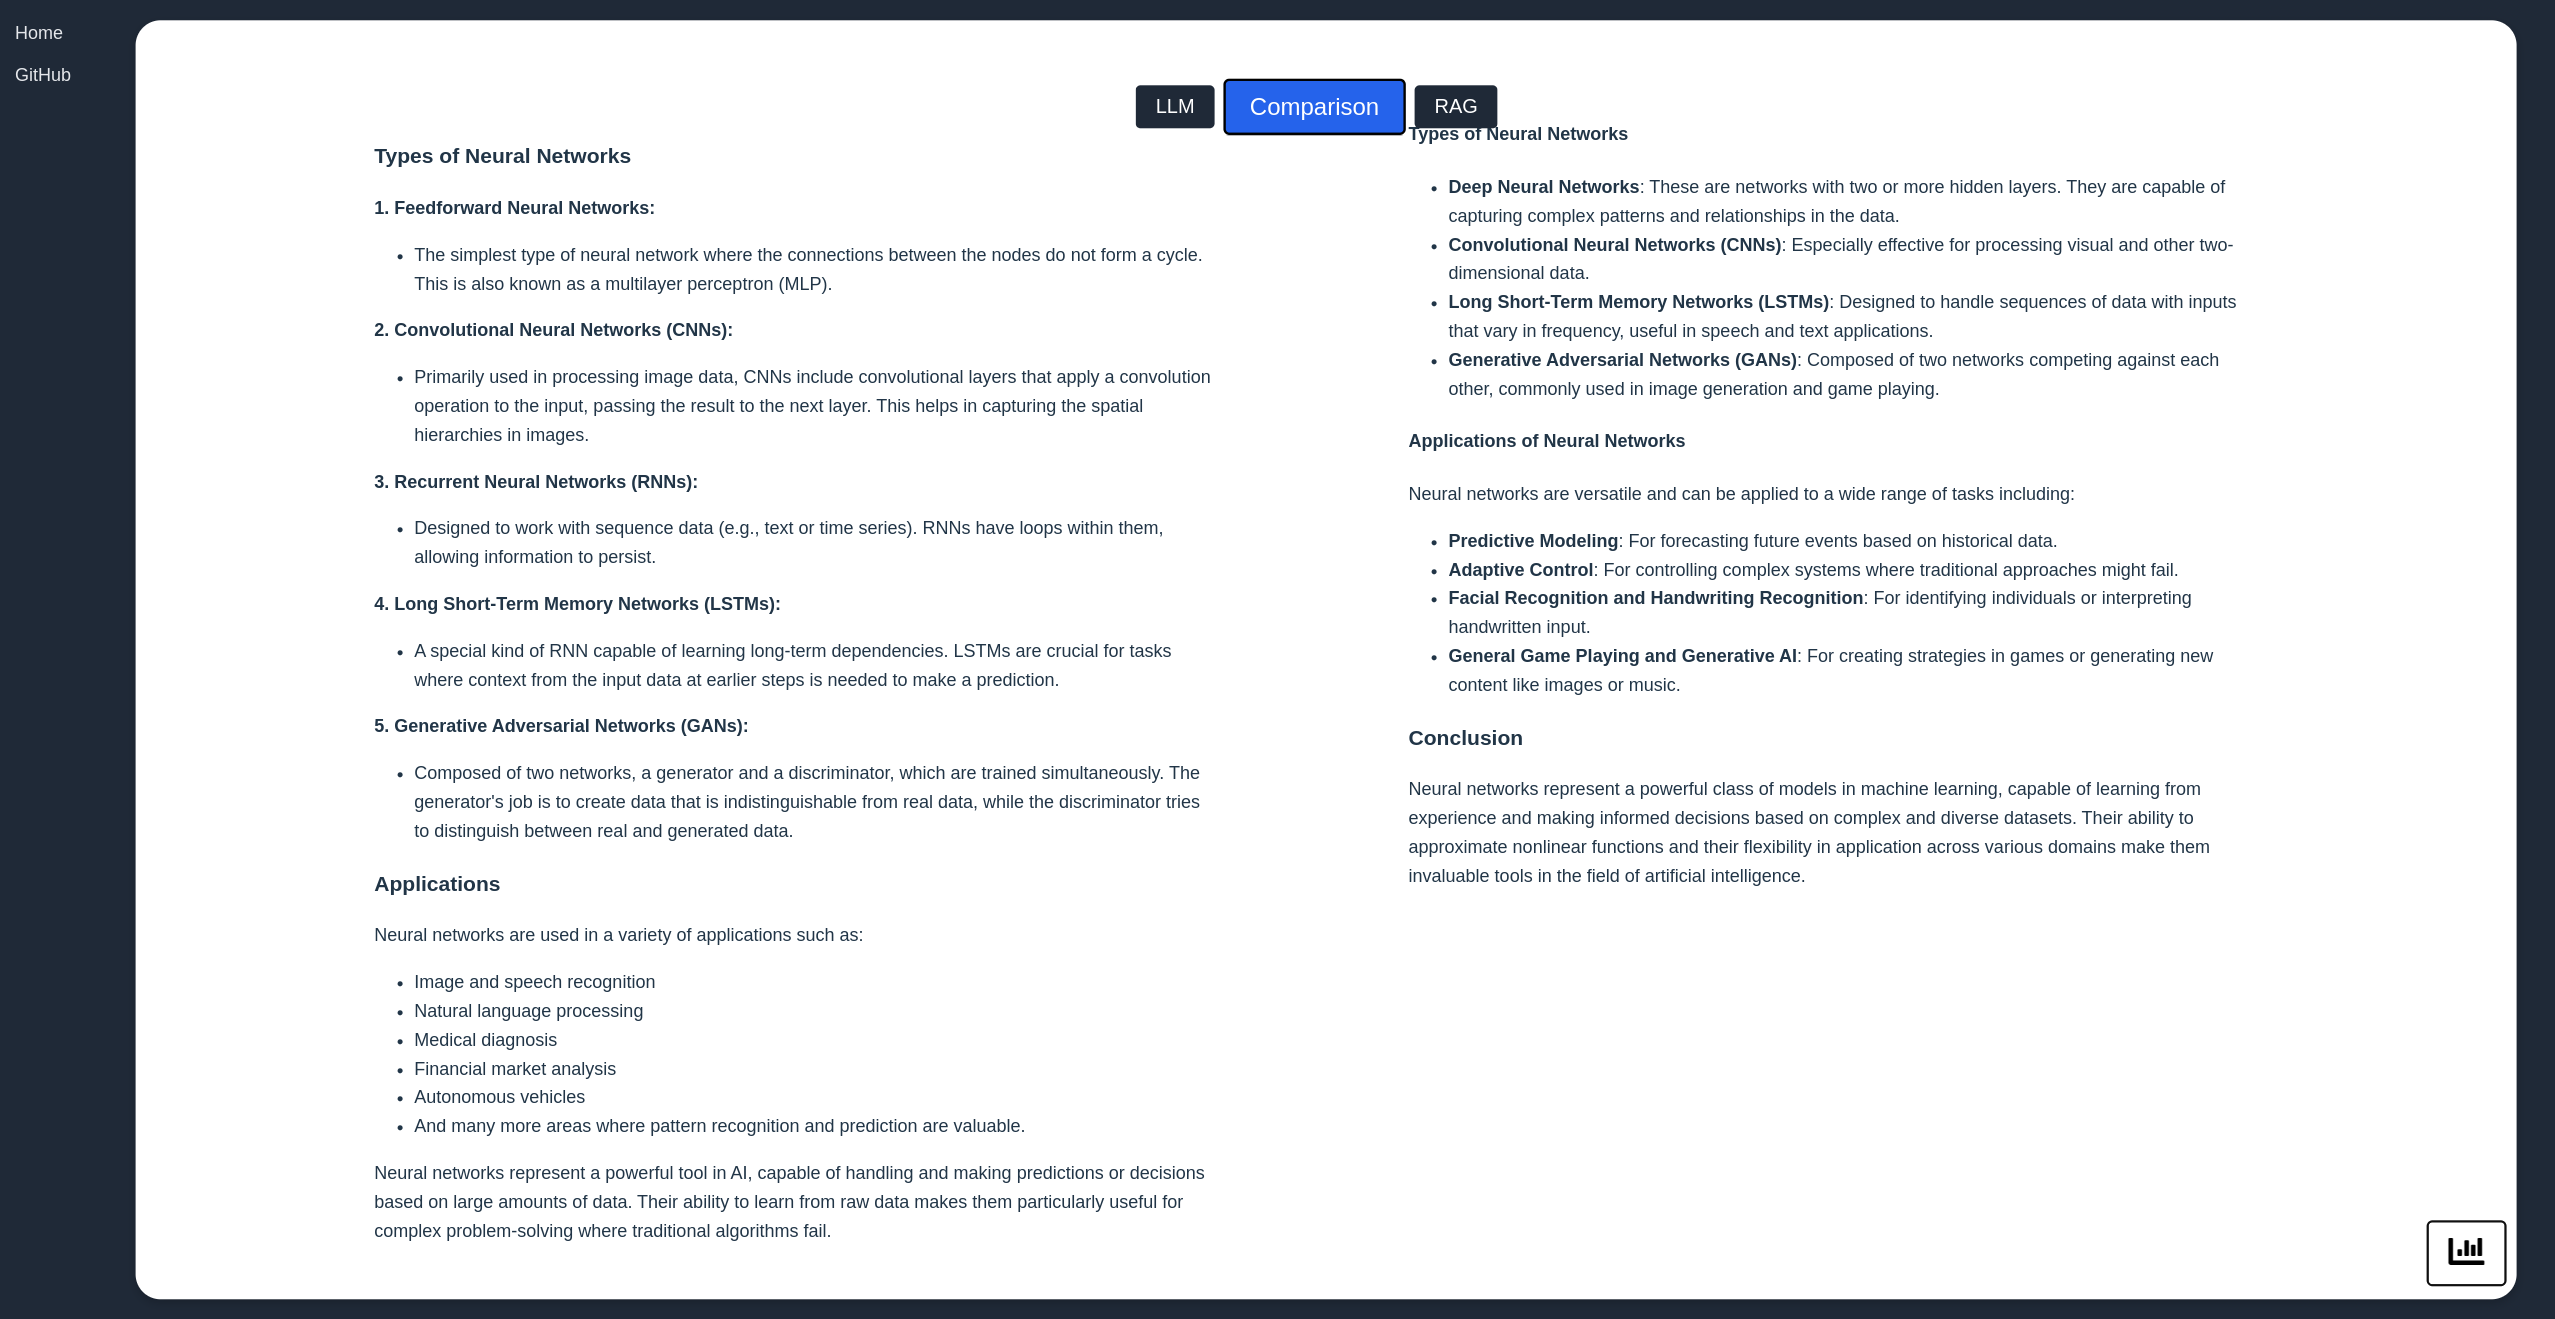 Home
GitHub
LLM
Comparison
RAG
Types of Neural Networks
1. Feedforward Neural Networks:
• The simplest type of neural network where the connections between the nodes do not form a cycle.
This is also known as a multilayer perceptron (MLP).
2. Convolutional Neural Networks (CNNs):
• Primarily used in processing image data, CNNs include convolutional layers that apply a convolution
operation to the input, passing the result to the next layer. This helps in capturing the spatial
hierarchies in images.
3. Recurrent Neural Networks (RNNs):
• Designed to work with sequence data (e.g., text or time series). RNNs have loops within them,
allowing information to persist.
4. Long Short-Term Memory Networks (LSTMs):
• A special kind of RNN capable of learning long-term dependencies. LSTMs are crucial for tasks
where context from the input data at earlier steps is needed to make a prediction.
5. Generative Adversarial Networks (GANs):
• Composed of two networks, a generator and a discriminator, which are trained simultaneously. The
generator's job is to create data that is indistinguishable from real data, while the discriminator tries
to distinguish between real and generated data.
Applications
Neural networks are used in a variety of applications such as:
• Image and speech recognition
• Natural language processing
• Medical diagnosis
• Financial market analysis
• Autonomous vehicles
• And many more areas where pattern recognition and prediction are valuable.
Neural networks represent a powerful tool in AI, capable of handling and making predictions or decisions
based on large amounts of data. Their ability to learn from raw data makes them particularly useful for
complex problem-solving where traditional algorithms fail.
Types of Neural Networks
• Deep Neural Networks: These are networks with two or more hidden layers. They are capable of
capturing complex patterns and relationships in the data.
• Convolutional Neural Networks (CNNs): Especially effective for processing visual and other two-
dimensional data.
• Long Short-Term Memory Networks (LSTMs): Designed to handle sequences of data with inputs
that vary in frequency, useful in speech and text applications.
• Generative Adversarial Networks (GANs): Composed of two networks competing against each
other, commonly used in image generation and game playing.
Applications of Neural Networks
Neural networks are versatile and can be applied to a wide range of tasks including:
• Predictive Modeling: For forecasting future events based on historical data.
• Adaptive Control: For controlling complex systems where traditional approaches might fail.
• Facial Recognition and Handwriting Recognition: For identifying individuals or interpreting
handwritten input.
• General Game Playing and Generative AI: For creating strategies in games or generating new
content like images or music.
Conclusion
Neural networks represent a powerful class of models in machine learning, capable of learning from
experience and making informed decisions based on complex and diverse datasets. Their ability to
approximate nonlinear functions and their flexibility in application across various domains make them
invaluable tools in the field of artificial intelligence.